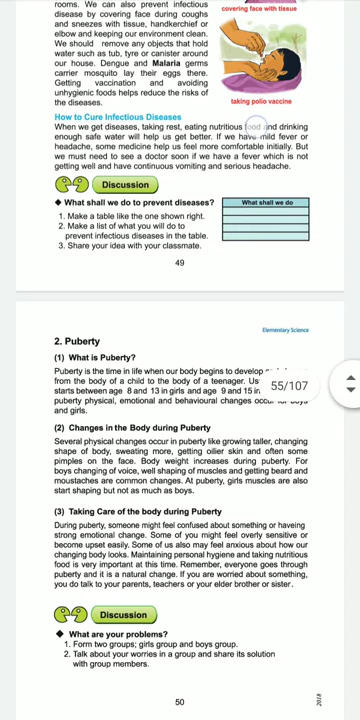 rooms. We can also prevent infectious
disease by covering face during coughs
and sneezes with tissue, handkerchief or
elbow and keeping our environment clean.
We should remove any objects that hold
water such as tub, tyre or canister around
our house. Dengue and Malaria germs
carrier mosquito lay their eggs there.
Getting vaccination and avoiding
unhygienic foods helps reduce the risks of
the diseases.
covering face with tissue
taking polio vaccine
How to Cure Infectious Diseases
When we get diseases, taking rest, eating nutritious food and drinking
enough safe water will help us get better. If we have mild fever or
headache, some medicine help us feel more comfortable initially. But
we must need to see a doctor soon if we have a fever which is not
getting well and have continuous vomiting and serious headache.
Discussion
◆ What shall we do to prevent diseases?
1. Make a table like the one shown right.
2. Make a list of what you will do to
prevent infectious diseases in the table.
3. Share your idea with your classmate.
What shall we do
49
Elementary Science
2. Puberty
(1) What is Puberty?
Puberty is the time in life when our body begins to develop
from the body of a child to the body of a teenager.
starts between age 8 and 13 in girls and age 9 and 15 in
puberty physical, emotional and behavioural changes occur for boys
and girls.
55/107
(2) Changes in the Body during Puberty
Several physical changes occur in puberty like growing taller, changing
shape of body, sweating more, getting oilier skin and often some
pimples on the face. Body weight increases during puberty. For
boys changing of voice, well shaping of muscles and getting beard and
moustaches are common changes. At puberty, girls muscles are also
start shaping but not as much as boys.
(3) Taking Care of the body during Puberty
During puberty, someone might feel confused about something or haveing
strong emotional change. Some of you might feel overly sensitive or
become upset easily. Some of us also may feel anxious about how our
changing body looks. Maintaining personal hygiene and taking nutritious
food is very important at this time. Remember, everyone goes through
puberty and it is a natural change. If you are worried about something,
you do talk to your parents, teachers or your elder brother or sister.
Discussion
◆ What are your problems?
1. Form two groups; girls group and boys group.
2. Talk about your worries in a group and share its solution
with group members.
50
2018